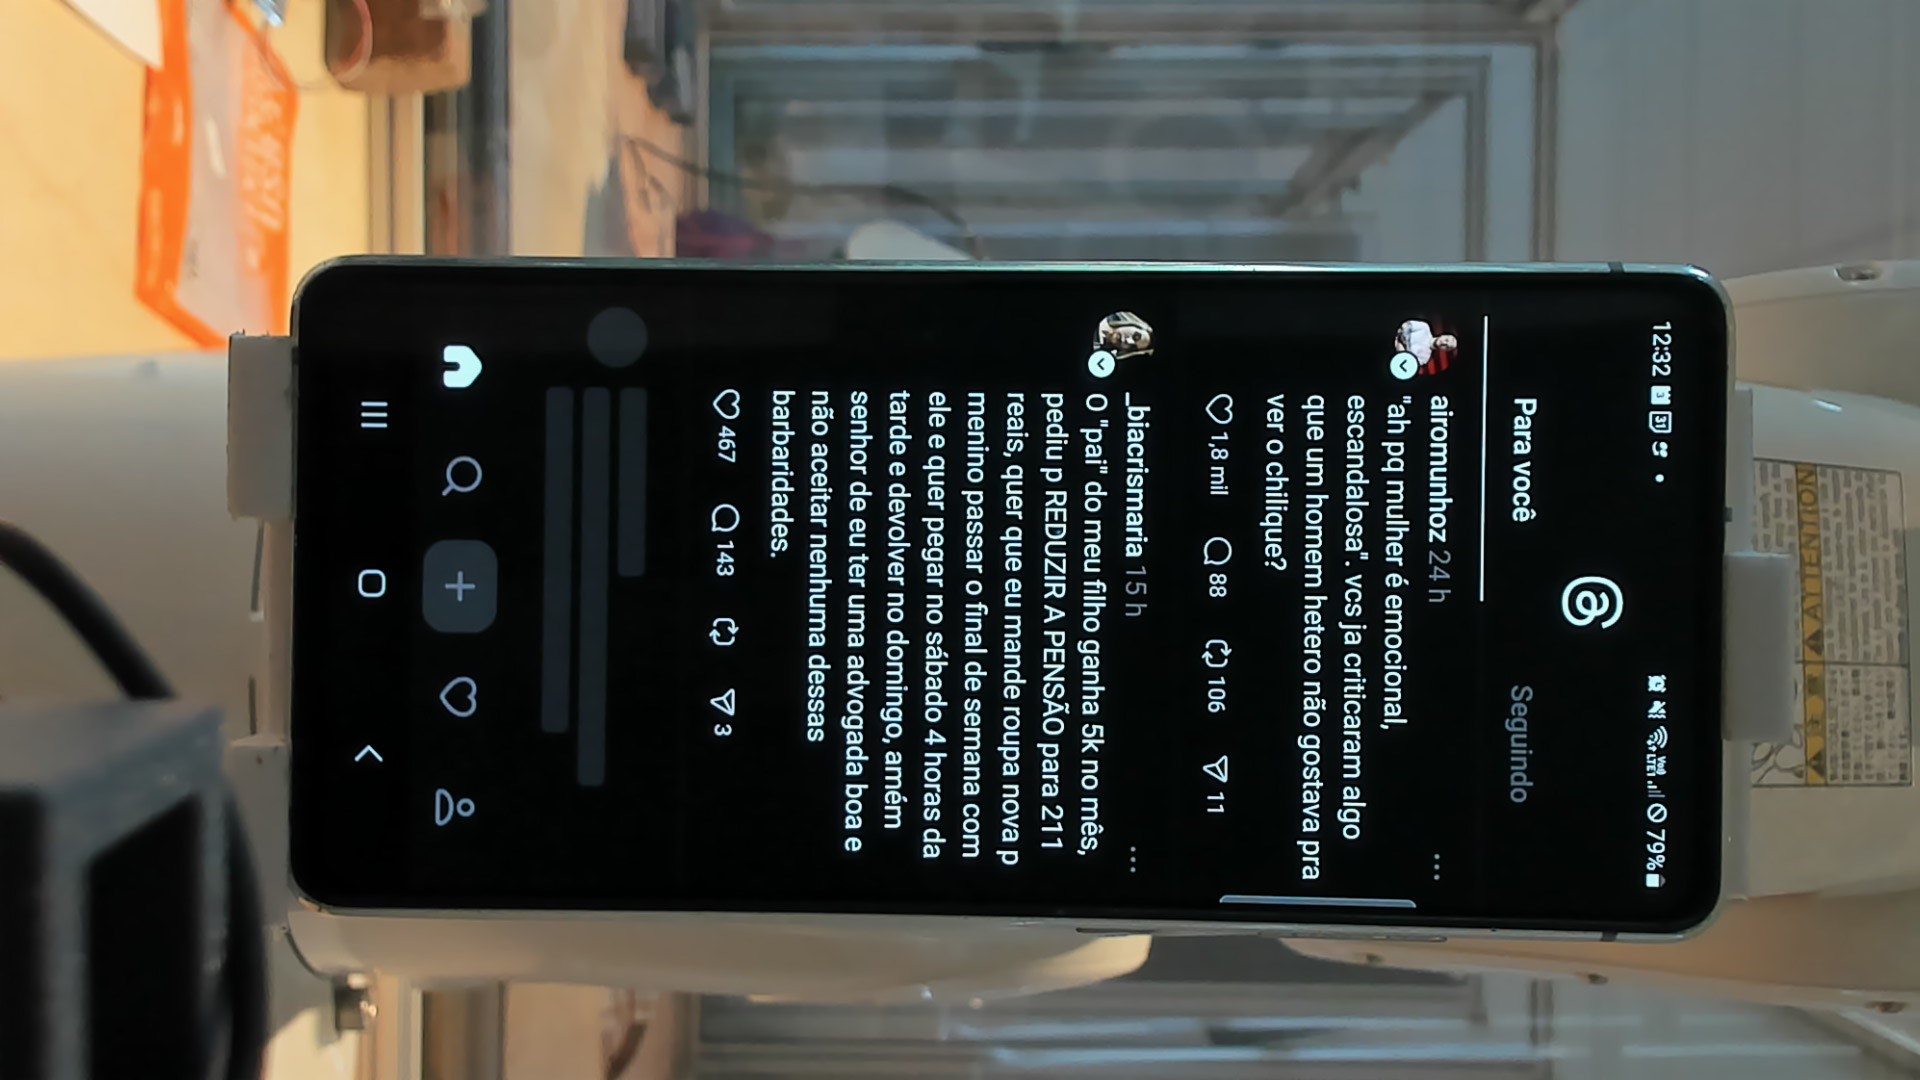 12:32 3 31 79%
Para você Seguindo
airomunhoz 24 h
"ah pq mulher é emocional,
escandalosa". vcs ja criticaram algo
que um homem hetero não gostava pra
ver o chilique?
1,8 mil 88 106 11
_biacrismaria 15 h
O "pai" do meu filho ganha 5k no mês,
pediu p REDUZIR A PENSÃO para 211
reais, quer que eu mande roupa nova p
menino passar o final de semana com
ele e quer pegar no sábado 4 horas da
tarde e devolver no domingo, amém
senhor de eu ter uma advogada boa e
não aceitar nenhuma dessas
barbaridades.
467 143 3
ATTENTION